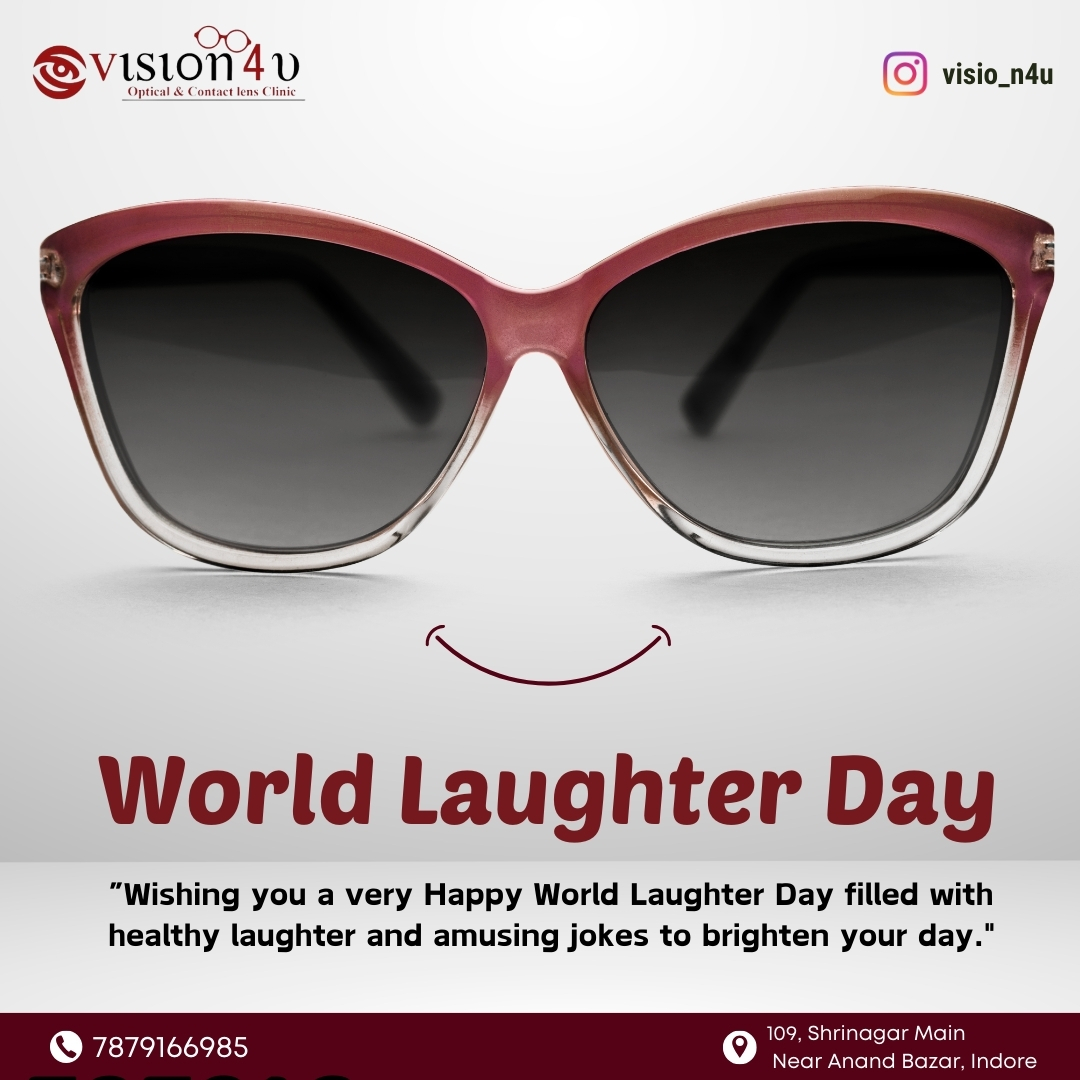 vision4u
Optical & Contact lens Clinic
visio_n4u
World Laughter Day
"Wishing you a very Happy World Laughter Day filled with
healthy laughter and amusing jokes to brighten your day."
7879166985
109, Shrinagar Main
Near Anand Bazar, Indore